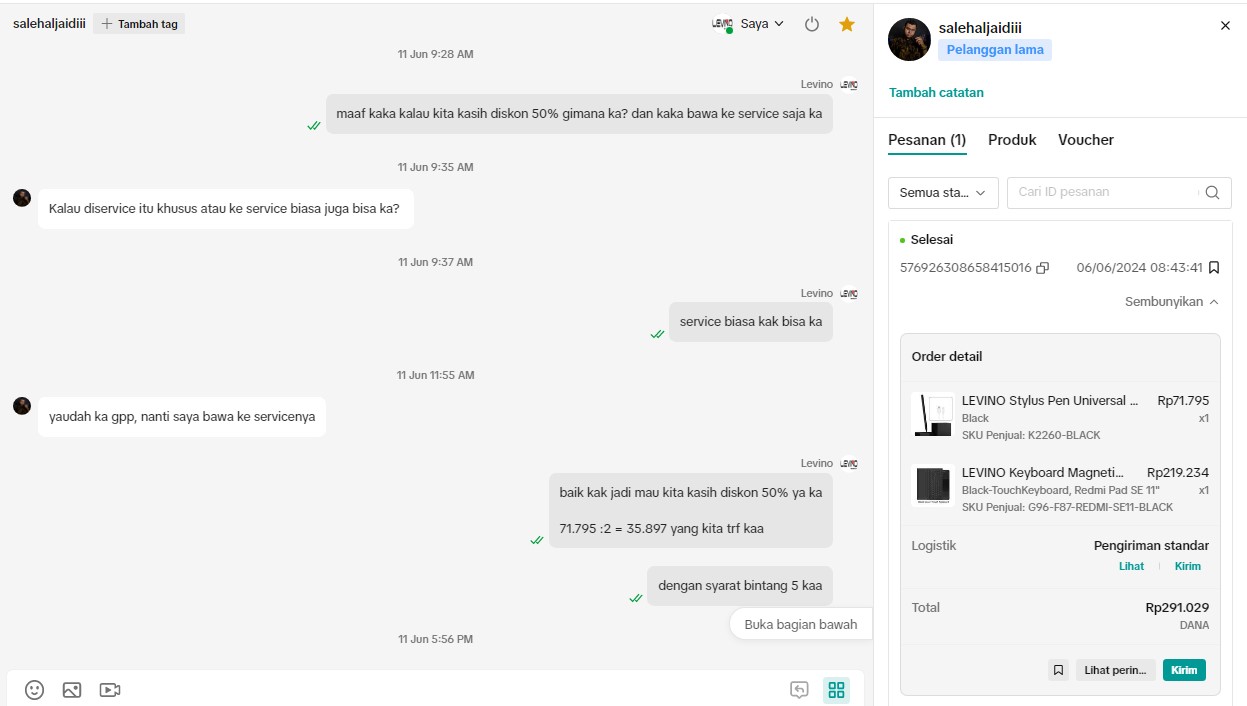 salehaljaidiii
Tambah tag
LEVINO
Saya
11 Jun 9:28 AM
Levino
LEVINO
maaf kaka kalau kita kasih diskon 50% gimana ka? dan kaka bawa ke service saja ka
11 Jun 9:35 AM
Kalau diservice itu khusus atau ke service biasa juga bisa ka?
11 Jun 9:37 AM
Levino
LEVINO
service biasa kak bisa ka
11 Jun 11:55 AM
yaudah ka gpp, nanti saya bawa ke servicenya
Levino
LEVINO
baik kak jadi mau kita kasih diskon 50% ya ka
71.795 :2 = 35.897 yang kita trf kaa
dengan syarat bintang 5 kaa
Buka bagian bawah
11 Jun 5:56 PM
salehaljaidiii
Pelanggan lama
Tambah catatan
Pesanan (1)
Produk
Voucher
Semua sta...
Cari ID pesanan
Selesai
576926308658415016
06/06/2024 08:43:41
Sembunyikan
Order detail
LEVINO Stylus Pen Universal ...
Rp71.795
Black
x1
SKU Penjual: K2260-BLACK
LEVINO Keyboard Magneti...
Rp219.234
Black-TouchKeyboard, Redmi Pad SE 11"
x1
SKU Penjual: G96-F87-REDMI-SE11-BLACK
Logistik
Pengiriman standar
Lihat
Kirim
Total
Rp291.029
DANA
Lihat perin...
Kirim